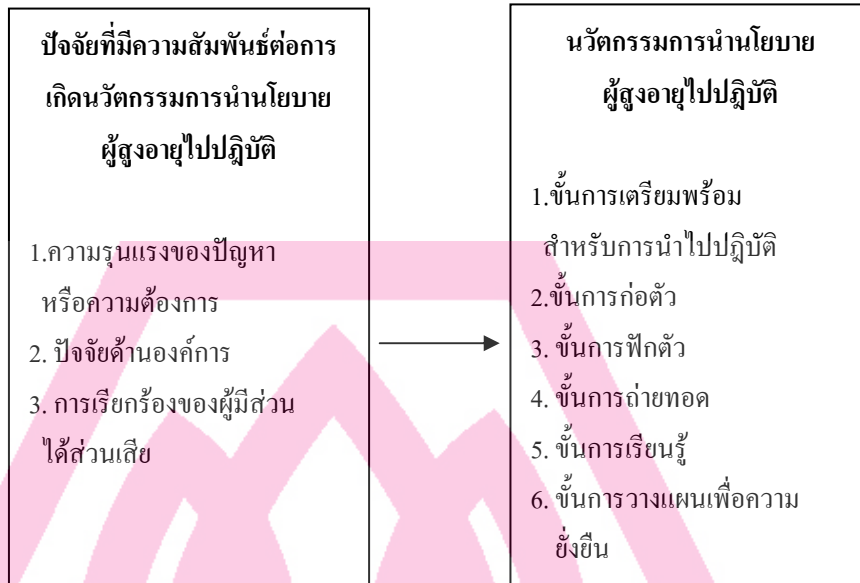 ปัจจัยที่มีความสัมพันธ์ต่อการ
เกิดนวัตกรรมการนำนโยบาย
ผู้สูงอายุไปปฏิบัติ
1.ความรุนแรงของปัญหา
หรือความต้องการ
2. ปัจจัยด้านองค์การ
3. การเรียกร้องของผู้มีส่วน
ได้ส่วนเสีย
นวัตกรรมการนำนโยบาย
ผู้สูงอายุไปปฎิบัติ
1.ขั้นการเตรียมพร้อม
สำหรับการนำไปปฎิบัติ
2.ขั้นการก่อตัว
3. ขั้นการฟักตัว
4. ขั้นการถ่ายทอด
5. ขั้นการเรียนรู้
6. ขั้นการวางแผนเพื่อความ
ยั่งยืน